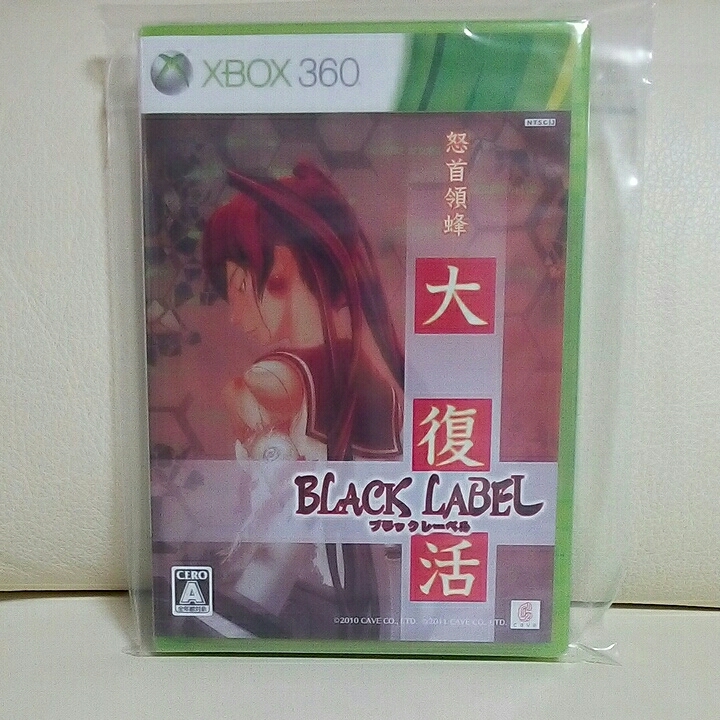 XBOX 360
NTSC J
怒首領蜂
大
復
BLACK LABEL
ブラックレーベル
活
CERO
A
全年齢対象
©2010 CAVE CO., LTD. ©2011 CAVE CO., LTD.
CAVE